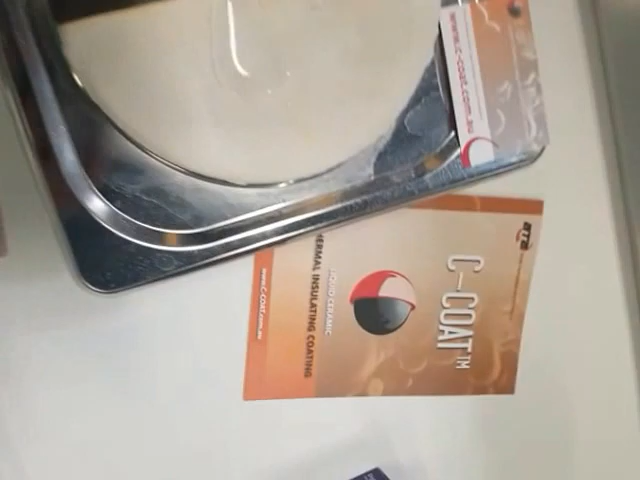 www.c-coat.com.au
C-COAT™
LIQUID CERAMIC
THERMAL INSULATING COATING
www.C-COAT.com.au